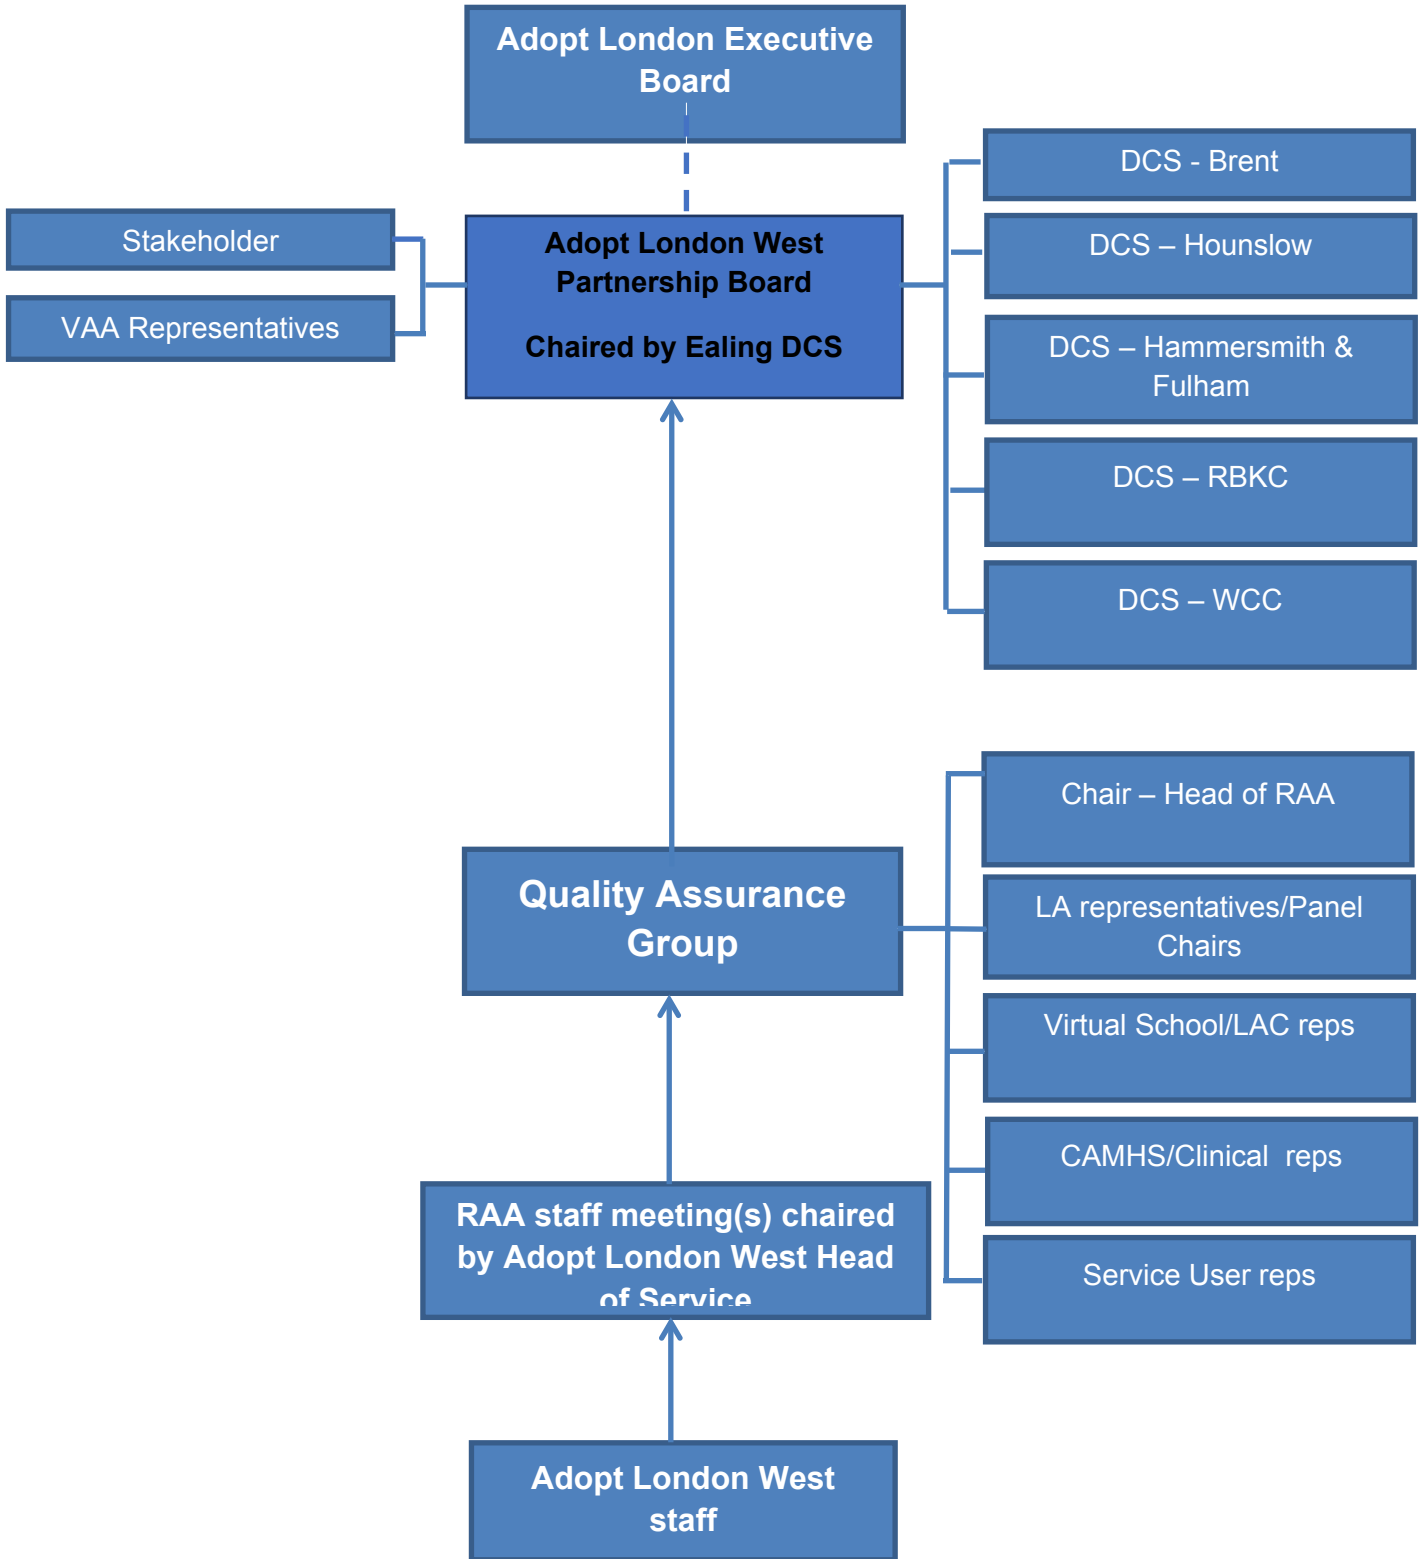 Adopt London Executive
Board
Stakeholder
VAA Representatives
Adopt London West
Partnership Board
Chaired by Ealing DCS
DCS - Brent
DCS – Hounslow
DCS – Hammersmith &
Fulham
DCS – RBKC
DCS – WCC
Quality Assurance
Group
Chair – Head of RAA
LA representatives/Panel
Chairs
Virtual School/LAC reps
CAMHS/Clinical  reps
Service User reps
RAA staff meeting(s) chaired
by Adopt London West Head
of Service
Adopt London West
staff